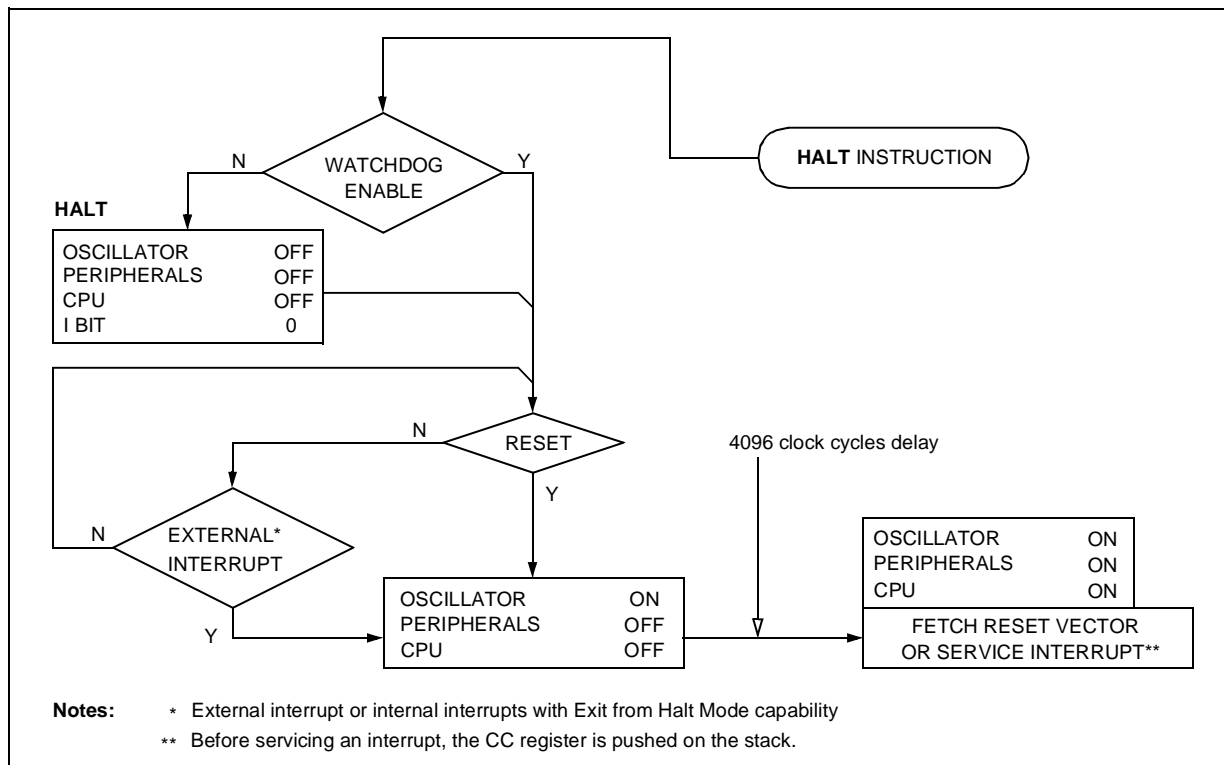 HALT INSTRUCTION
WATCHDOG
ENABLE
N
Y
HALT
OSCILLATOR OFF
PERIPHERALS OFF
CPU OFF
I BIT 0
RESET
N
Y
4096 clock cycles delay
EXTERNAL*
INTERRUPT
N
Y
OSCILLATOR ON
PERIPHERALS OFF
CPU OFF
OSCILLATOR ON
PERIPHERALS ON
CPU ON
FETCH RESET VECTOR
OR SERVICE INTERRUPT**
Notes: * External interrupt or internal interrupts with Exit from Halt Mode capability
** Before servicing an interrupt, the CC register is pushed on the stack.